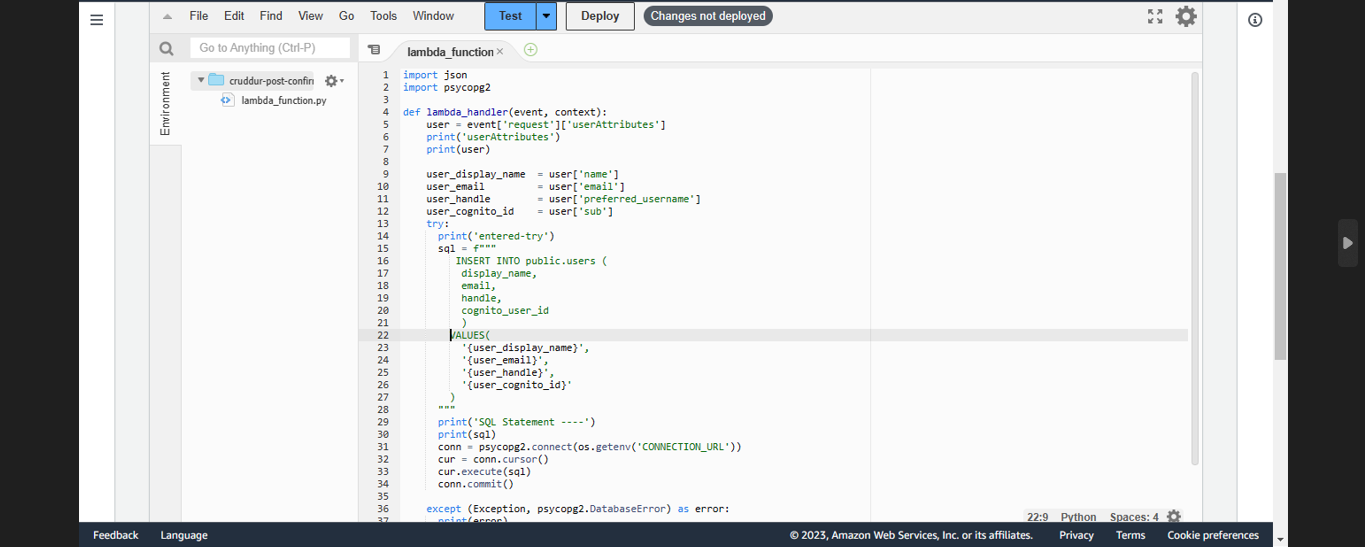 File Edit Find View Go Tools Window Test Deploy Changes not deployed
Go to Anything (Ctrl-P)
lambda_function
Environment
cruddur-post-confirr
lambda_function.py
1 import json
2 import psycopg2
3
4 def lambda_handler(event, context):
5 user = event['request']['userAttributes']
6 print('userAttributes')
7 print(user)
8
9 user_display_name = user['name']
10 user_email = user['email']
11 user_handle = user['preferred_username']
12 user_cognito_id = user['sub']
13 try:
14 print('entered-try')
15 sql = f"""
16 INSERT INTO public.users (
17 display_name,
18 email,
19 handle,
20 cognito_user_id
21 )
22 VALUES(
23 '{user_display_name}',
24 '{user_email}',
25 '{user_handle}',
26 '{user_cognito_id}'
27 )
28 """
29 print('SQL Statement ----')
30 print(sql)
31 conn = psycopg2.connect(os.getenv('CONNECTION_URL'))
32 cur = conn.cursor()
33 cur.execute(sql)
34 conn.commit()
35
36 except (Exception, psycopg2.DatabaseError) as error:
37 print(error)
22:9 Python Spaces: 4
Feedback Language © 2023, Amazon Web Services, Inc. or its affiliates. Privacy Terms Cookie preferences